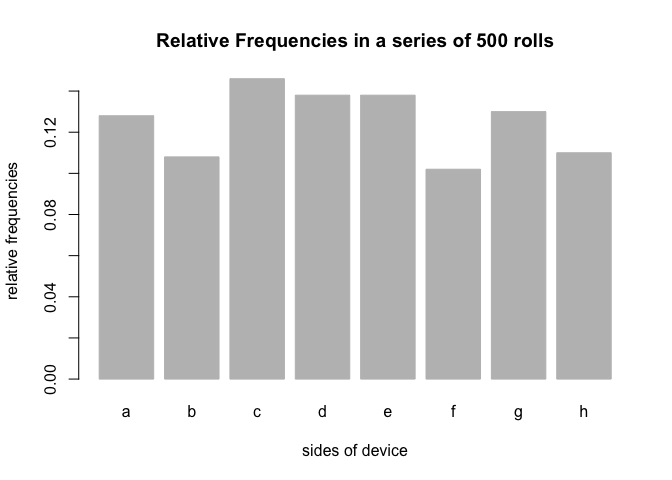 Relative Frequencies in a series of 500 rolls
relative frequencies
0.12
0.08
0.04
0.00
a b c d e f g h
sides of device